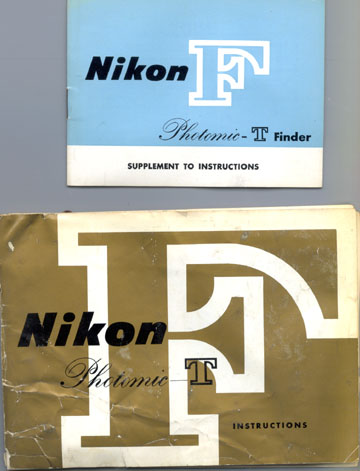 Nikon F
Photomic - T Finder
SUPPLEMENT TO INSTRUCTIONS
Nikon F
Photomic - T
INSTRUCTIONS